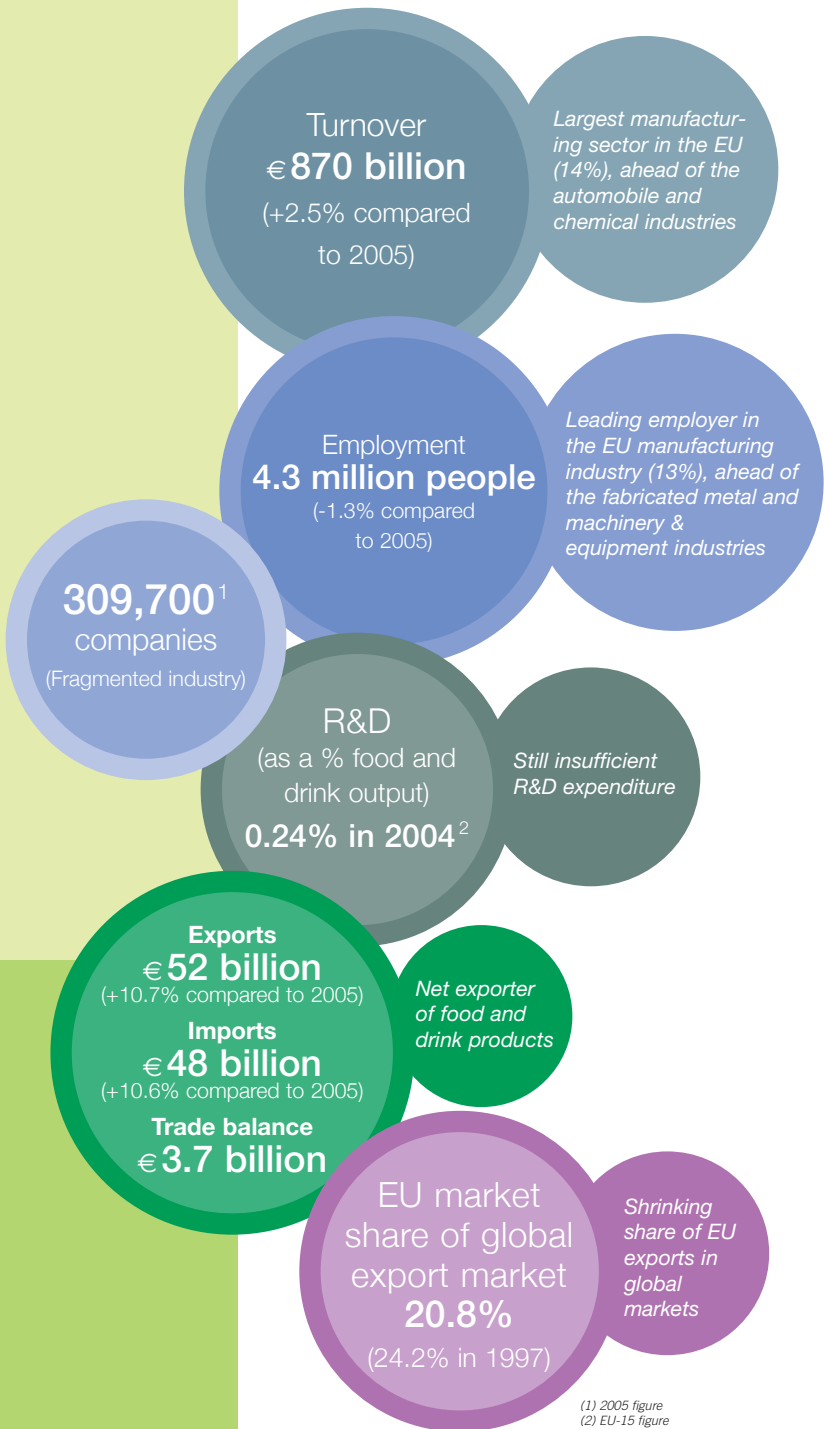 Turnover
€ 870 billion
(+2.5% compared
to 2005)
Largest manufactur-
ing sector in the EU
(14%), ahead of the
automobile and
chemical industries
Employment
4.3 million people
(-1.3% compared
to 2005)
Leading employer in
the EU manufacturing
industry (13%), ahead of
the fabricated metal and
machinery &
equipment industries
309,700¹
companies
(Fragmented industry)
R&D
(as a % food and
drink output)
0.24% in 2004²
Still insufficient
R&D expenditure
Exports
€ 52 billion
(+10.7% compared to 2005)
Imports
€ 48 billion
(+10.6% compared to 2005)
Trade balance
€ 3.7 billion
Net exporter
of food and
drink products
EU market
share of global
export market
20.8%
(24.2% in 1997)
Shrinking
share of EU
exports in
global
markets
(1) 2005 figure
(2) EU-15 figure